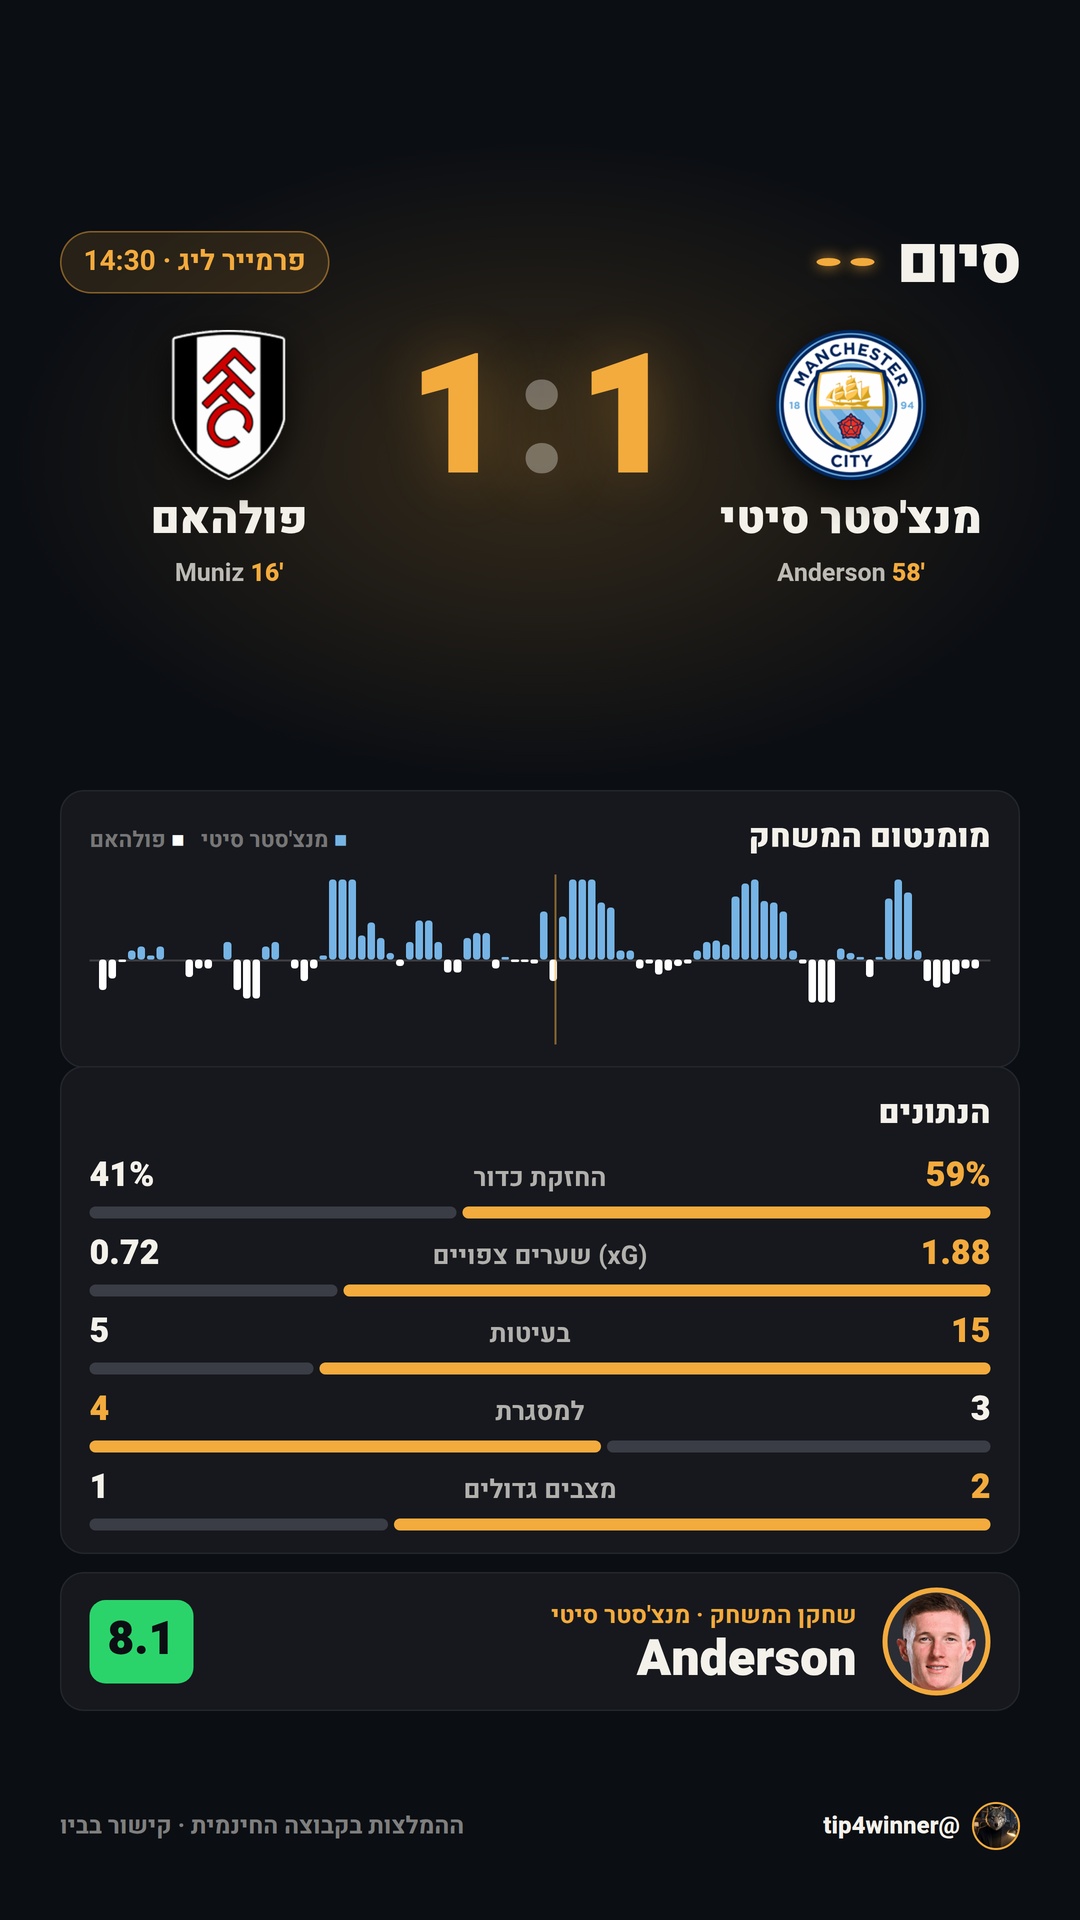 סיום
פרמייר ליג · 14:30
MANCHESTER
18 94
CITY
1:1
FFC
מנצ'סטר סיטי
פולהאם
Anderson 58'
Muniz 16'
מומנטום המשחק
מנצ'סטר סיטי
פולהאם
הנתונים
59% החזקת כדור 41%
1.88 שערים צפויים (xG) 0.72
15 בעיטות 5
3 למסגרת 4
2 מצבים גדולים 1
שחקן המשחק · מנצ'סטר סיטי
Anderson
8.1
@tip4winner
ההמלצות בקבוצה החינמית · קישור בביו